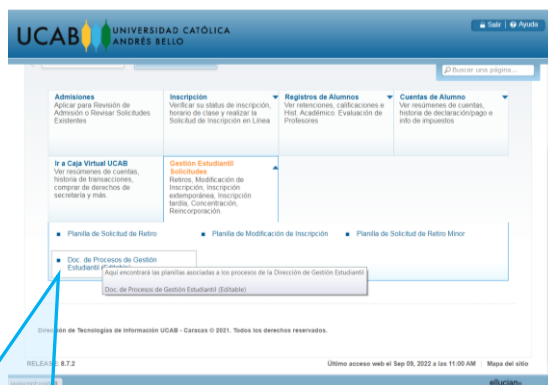 UCAB
UNIVERSIDAD CATÓLICA
ANDRÉS BELLO
Salir | Ayuda
Buscar una página...
Admisiones
Aplicar para Revisión de
Admisión o Revisar Solicitudes
Existentes
Inscripción
Verificar su status de inscripción,
horario de clase y realizar la
Solicitud de Inscripción en Línea
Registros de Alumnos
Ver retenciones, calificaciones e
Hist. Académico. Evaluación de
Profesores
Cuentas de Alumno
Ver resúmenes de cuentas,
historia de declaración/pago e
info de impuestos
Ir a Caja Virtual UCAB
Ver resúmenes de cuentas,
historia de transacciones,
comprar de derechos de
secretaría y más.
Gestión Estudiantil
Solicitudes
Retiros, Modificación de
Inscripción, Inscripción
extemporánea, Inscripción
tardía, Concentración,
Reincorporación.
Planilla de Solicitud de Retiro
Planilla de Modificación de Inscripción
Planilla de Solicitud de Retiro Minor
Doc. de Procesos de Gestión
Estudiantil (Editable)
Aquí encontrará las planillas asociadas a los procesos de la Dirección de Gestión Estudiantil
Doc. de Procesos de Gestión Estudiantil (Editable)
Dirección de Tecnologías de Información UCAB - Caracas © 2021. Todos los derechos reservados.
RELEASE: 8.7.2
Último acceso web el Sep 09, 2022 a las 11:00 AM | Mapa del sitio
ellucian